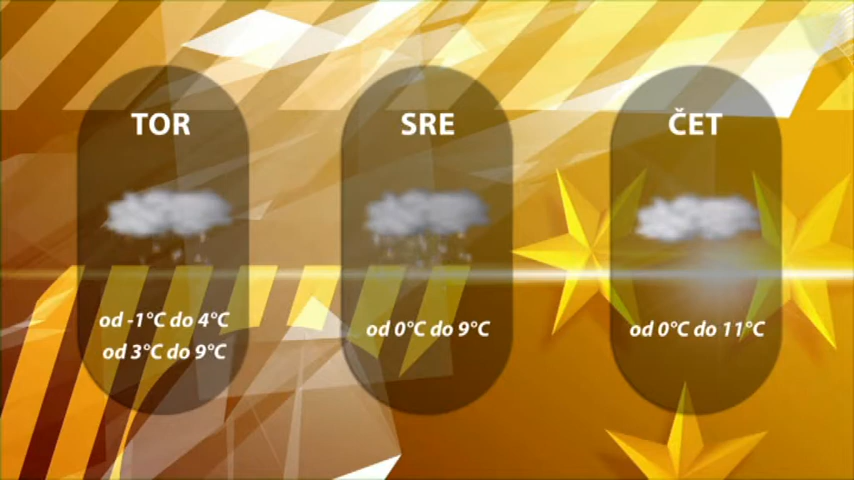 TOR
od -1°C do 4°C
od 3°C do 9°C
SRE
od 0°C do 9°C
ČET
od 0°C do 11°C